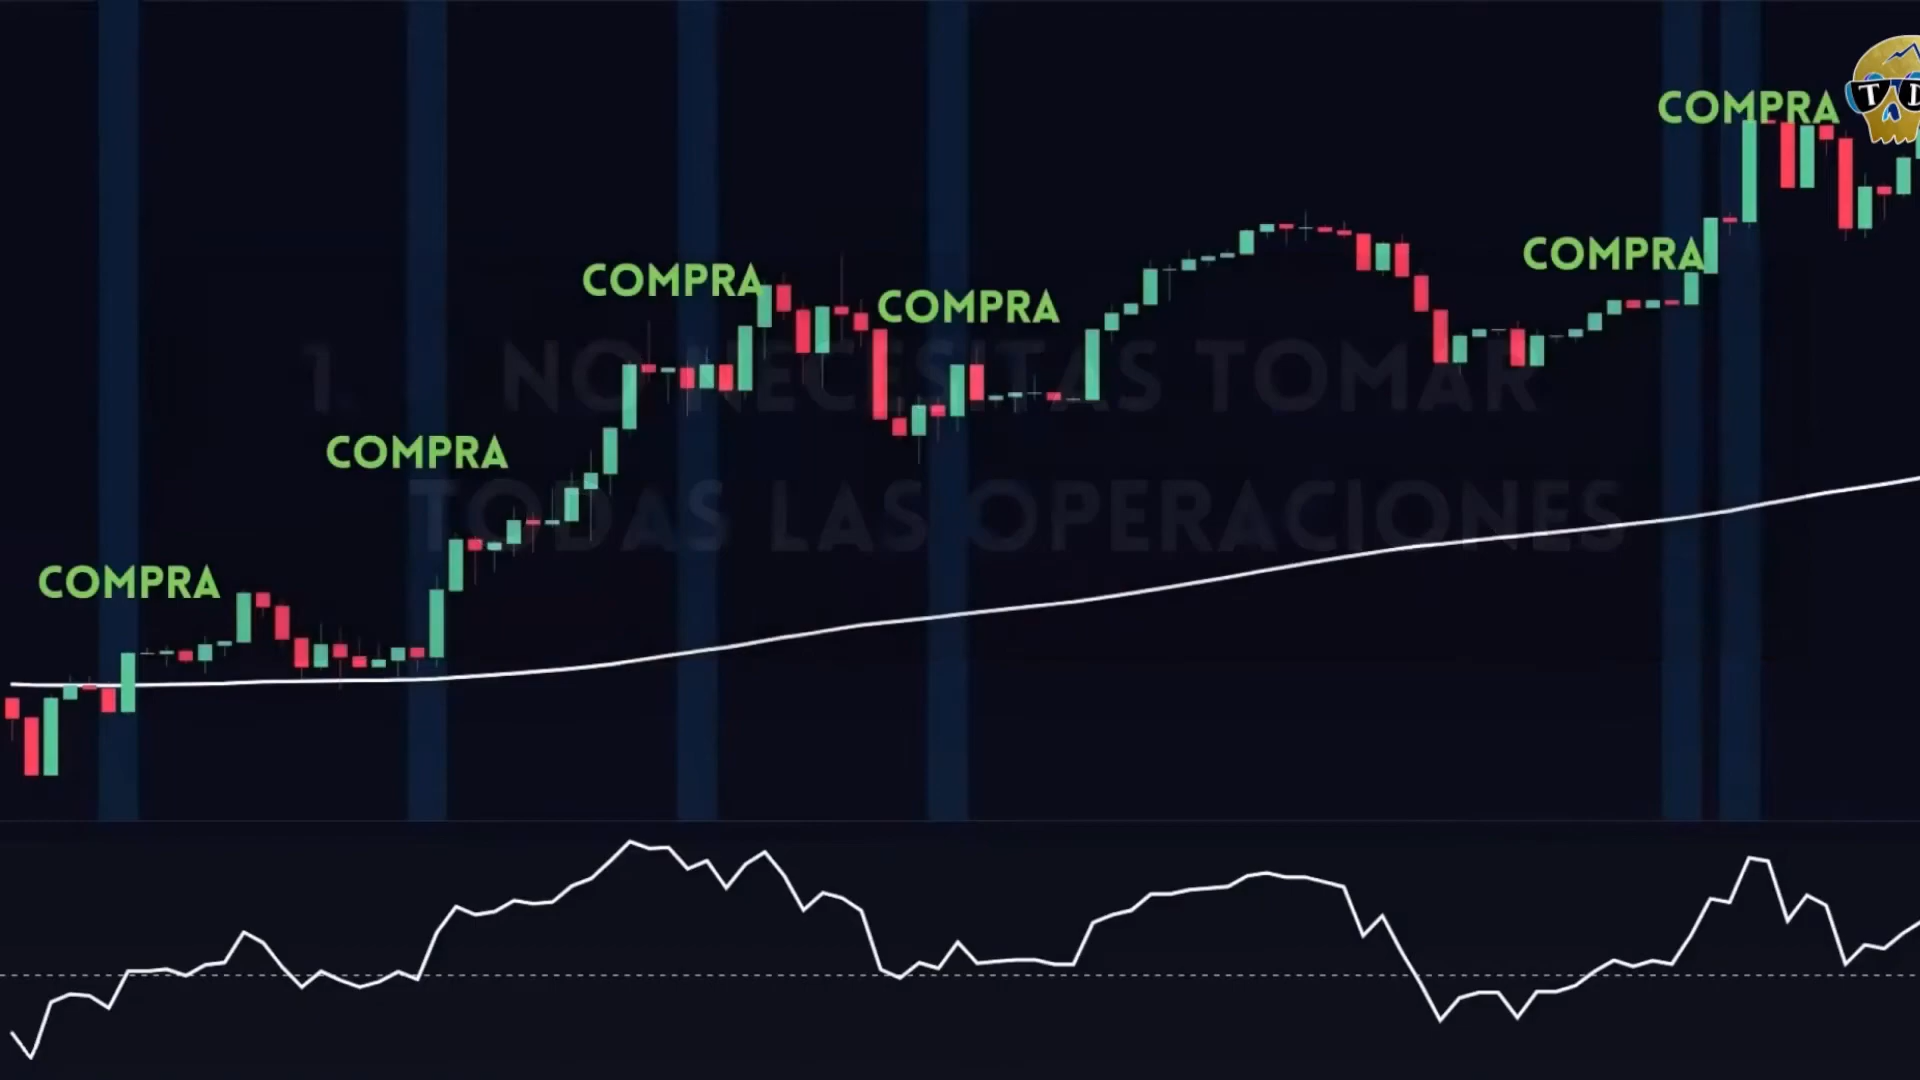 COMPRA
T D
COMPRA
COMPRA
COMPRA
1. NO NECESITAS TOMAR
COMPRA
TODAS LAS OPERACIONES
COMPRA